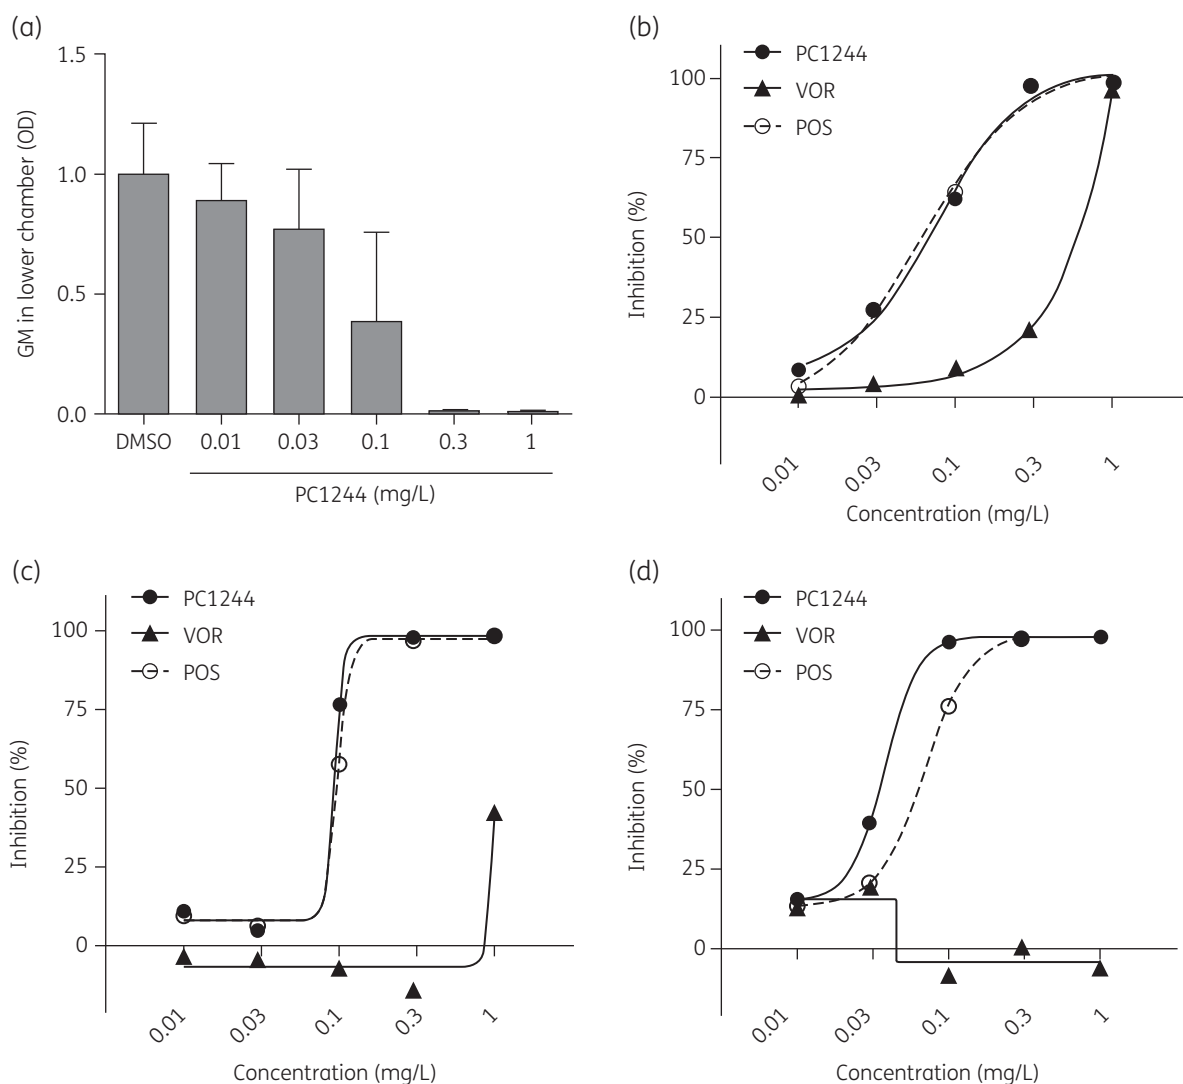 (a)
1.5
1.0
0.5
0.0
GM in lower chamber (OD)
DMSO 0.01 0.03 0.1 0.3 1
PC1244 (mg/L)
(b)
PC1244
VOR
POS
100
75
50
25
0
Inhibition (%)
0.01 0.03 0.1 0.3 1
Concentration (mg/L)
(c)
PC1244
VOR
POS
100
75
50
25
0
Inhibition (%)
0.01 0.03 0.1 0.3 1
Concentration (mg/L)
(d)
PC1244
VOR
POS
100
75
50
25
0
Inhibition (%)
0.01 0.03 0.1 0.3 1
Concentration (mg/L)